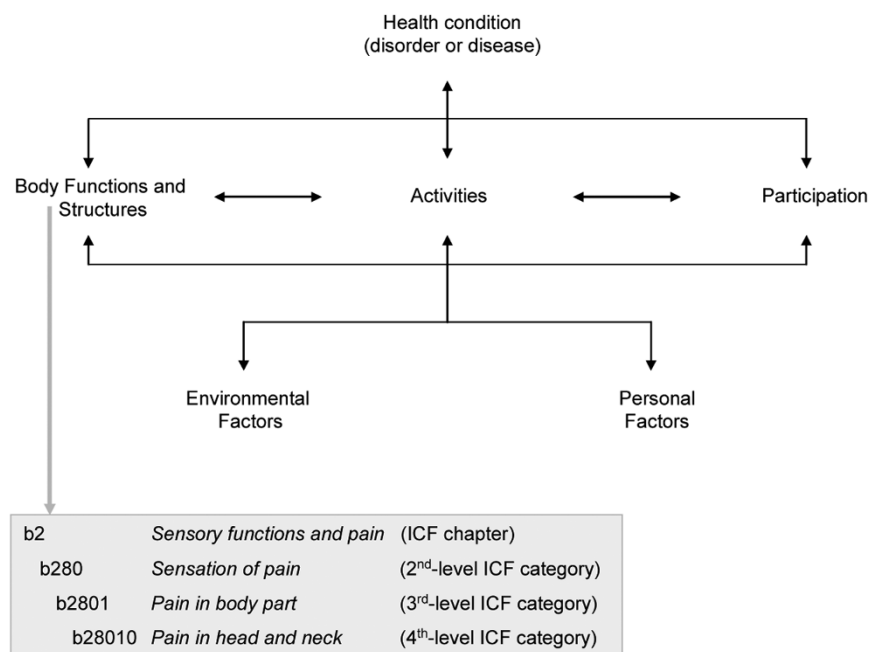 Health condition
(disorder or disease)
Body Functions and
Structures
Activities
Participation
Environmental
Factors
Personal
Factors
b2 Sensory functions and pain (ICF chapter)
b280 Sensation of pain (2nd-level ICF category)
b2801 Pain in body part (3rd-level ICF category)
b28010 Pain in head and neck (4th-level ICF category)